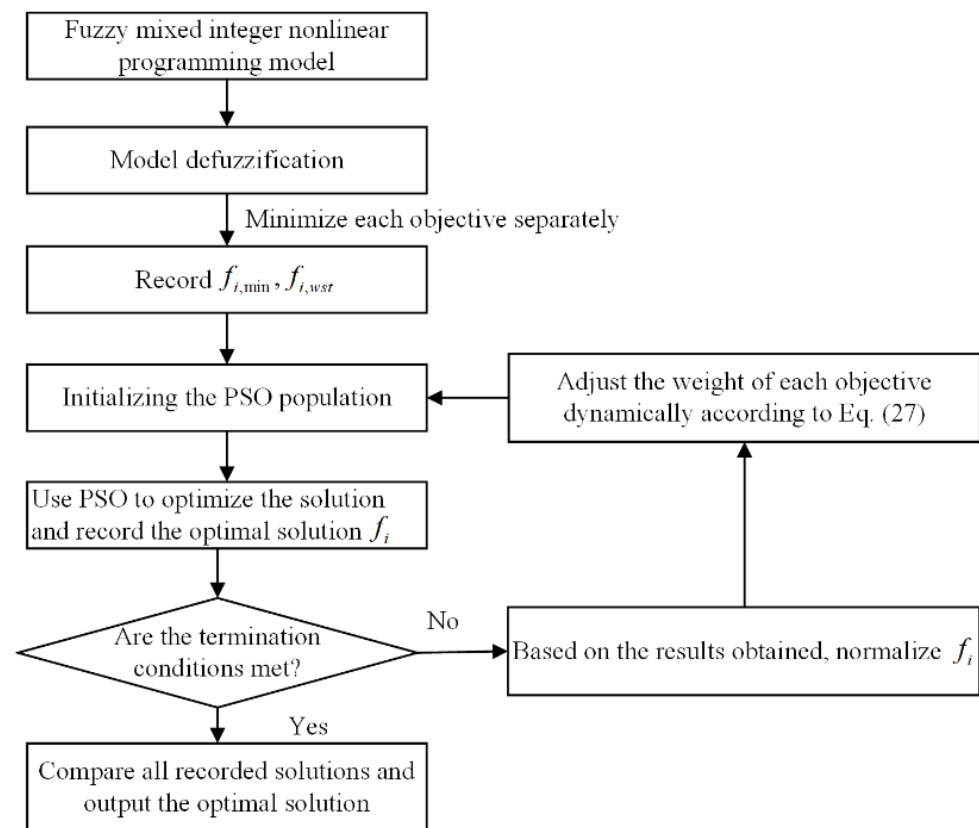 Fuzzy mixed integer nonlinear
programming model
Model defuzzification
Minimize each objective separately
Record f_{i,min}, f_{i,wst}
Initializing the PSO population
Adjust the weight of each objective
dynamically according to Eq. (27)
Use PSO to optimize the solution
and record the optimal solution f_i
Are the termination
conditions met?
No
Based on the results obtained, normalize f_i
Yes
Compare all recorded solutions and
output the optimal solution